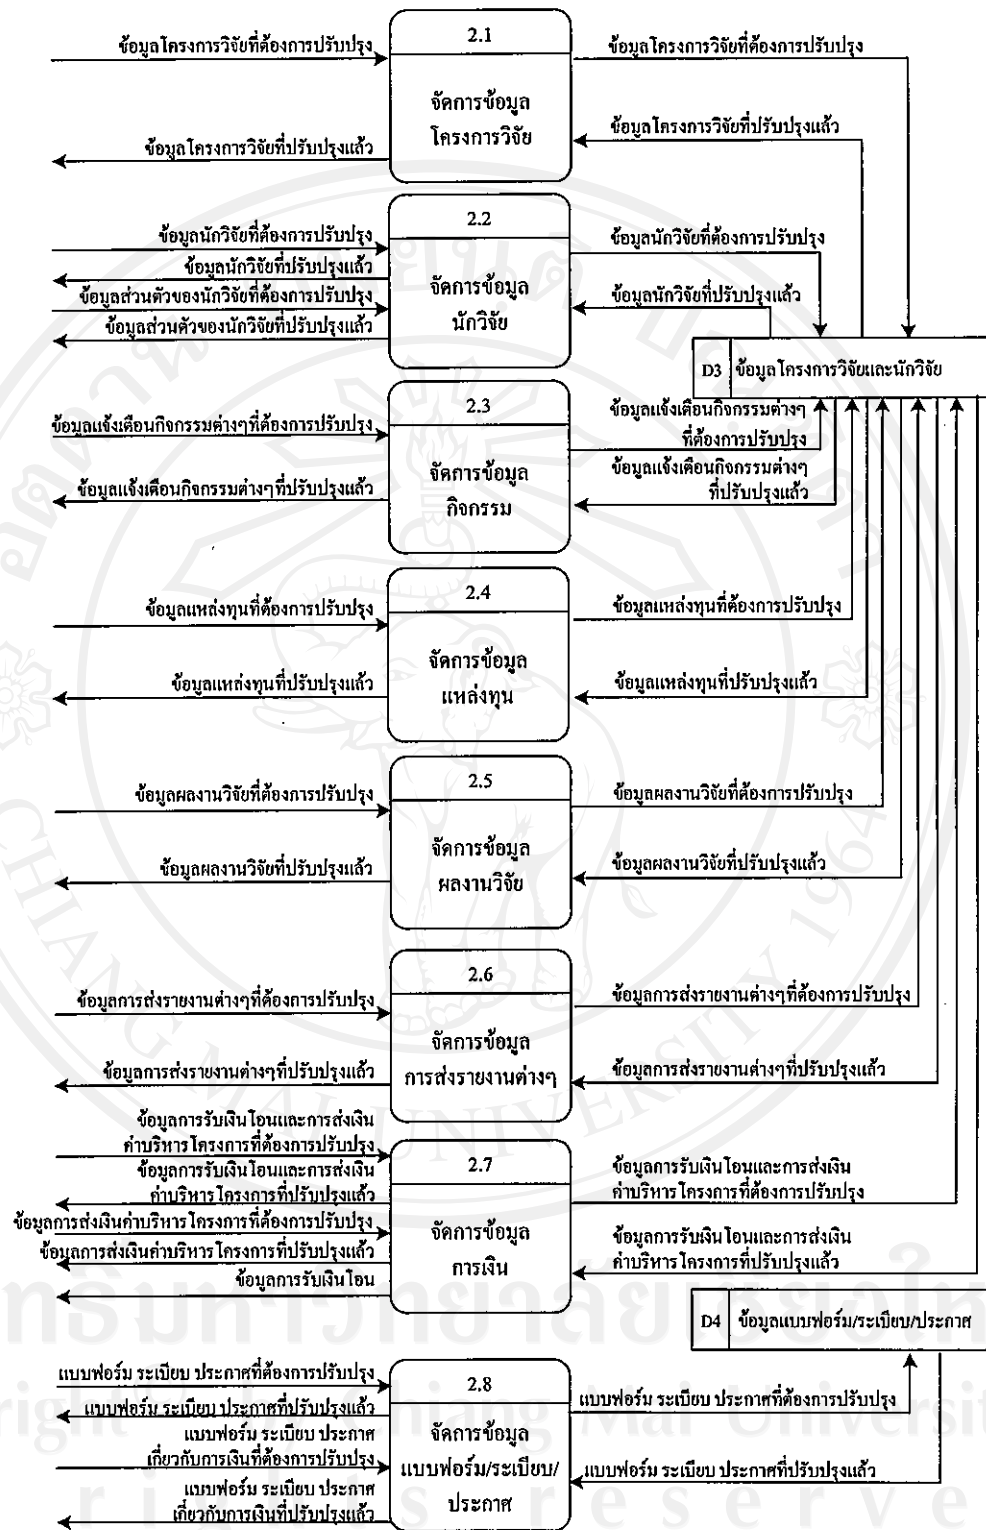 2.1
ข้อมูลโครงการวิจัยที่ต้องการปรับปรุง
ข้อมูลโครงการวิจัยที่ต้องการปรับปรุง
จัดการข้อมูล
โครงการวิจัย
ข้อมูลโครงการวิจัยที่ปรับปรุงแล้ว
ข้อมูลโครงการวิจัยที่ปรับปรุงแล้ว
2.2
ข้อมูลนักวิจัยที่ต้องการปรับปรุง
ข้อมูลนักวิจัยที่ปรับปรุงแล้ว
ข้อมูลส่วนตัวของนักวิจัยที่ต้องการปรับปรุง
ข้อมูลส่วนตัวของนักวิจัยที่ปรับปรุงแล้ว
จัดการข้อมูล
นักวิจัย
ข้อมูลนักวิจัยที่ต้องการปรับปรุง
ข้อมูลนักวิจัยที่ปรับปรุงแล้ว
D3
ข้อมูลโครงการวิจัยและนักวิจัย
2.3
ข้อมูลแจ้งเตือนกิจกรรมต่างๆที่ต้องการปรับปรุง
ข้อมูลแจ้งเตือนกิจกรรมต่างๆที่ปรับปรุงแล้ว
จัดการข้อมูล
กิจกรรม
ข้อมูลแจ้งเตือนกิจกรรมต่างๆ
ที่ต้องการปรับปรุง
ข้อมูลแจ้งเตือนกิจกรรมต่างๆ
ที่ปรับปรุงแล้ว
2.4
ข้อมูลแหล่งทุนที่ต้องการปรับปรุง
ข้อมูลแหล่งทุนที่ปรับปรุงแล้ว
จัดการข้อมูล
แหล่งทุน
ข้อมูลแหล่งทุนที่ต้องการปรับปรุง
ข้อมูลแหล่งทุนที่ปรับปรุงแล้ว
2.5
ข้อมูลผลงานวิจัยที่ต้องการปรับปรุง
ข้อมูลผลงานวิจัยที่ปรับปรุงแล้ว
จัดการข้อมูล
ผลงานวิจัย
ข้อมูลผลงานวิจัยที่ต้องการปรับปรุง
ข้อมูลผลงานวิจัยที่ปรับปรุงแล้ว
2.6
ข้อมูลการส่งรายงานต่างๆที่ต้องการปรับปรุง
ข้อมูลการส่งรายงานต่างๆที่ปรับปรุงแล้ว
จัดการข้อมูล
การส่งรายงานต่างๆ
ข้อมูลการส่งรายงานต่างๆที่ต้องการปรับปรุง
ข้อมูลการส่งรายงานต่างๆที่ปรับปรุงแล้ว
2.7
ข้อมูลการรับเงินโอนและการส่งเงิน
ค่าบริหารโครงการที่ต้องการปรับปรุง
ข้อมูลการรับเงินโอนและการส่งเงิน
ค่าบริหารโครงการที่ปรับปรุงแล้ว
ข้อมูลการส่งเงินค่าบริหารโครงการที่ต้องการปรับปรุง
ข้อมูลการส่งเงินค่าบริหารโครงการที่ปรับปรุงแล้ว
ข้อมูลการรับเงินโอน
จัดการข้อมูล
การเงิน
ข้อมูลการรับเงินโอนและการส่งเงิน
ค่าบริหารโครงการที่ต้องการปรับปรุง
ข้อมูลการรับเงินโอนและการส่งเงิน
ค่าบริหารโครงการที่ปรับปรุงแล้ว
D4
ข้อมูลแบบฟอร์ม/ระเบียบ/ประกาศ
2.8
แบบฟอร์ม ระเบียบ ประกาศที่ต้องการปรับปรุง
แบบฟอร์ม ระเบียบ ประกาศที่ปรับปรุงแล้ว
แบบฟอร์ม ระเบียบ ประกาศ
เกี่ยวกับการเงินที่ต้องการปรับปรุง
แบบฟอร์ม ระเบียบ ประกาศ
เกี่ยวกับการเงินที่ปรับปรุงแล้ว
จัดการข้อมูล
แบบฟอร์ม/ระเบียบ/
ประกาศ
แบบฟอร์ม ระเบียบ ประกาศที่ต้องการปรับปรุง
แบบฟอร์ม ระเบียบ ประกาศที่ปรับปรุงแล้ว
CHIANG MAI UNIVERSITY 1964
Chiang Mai Universit
rights reserve